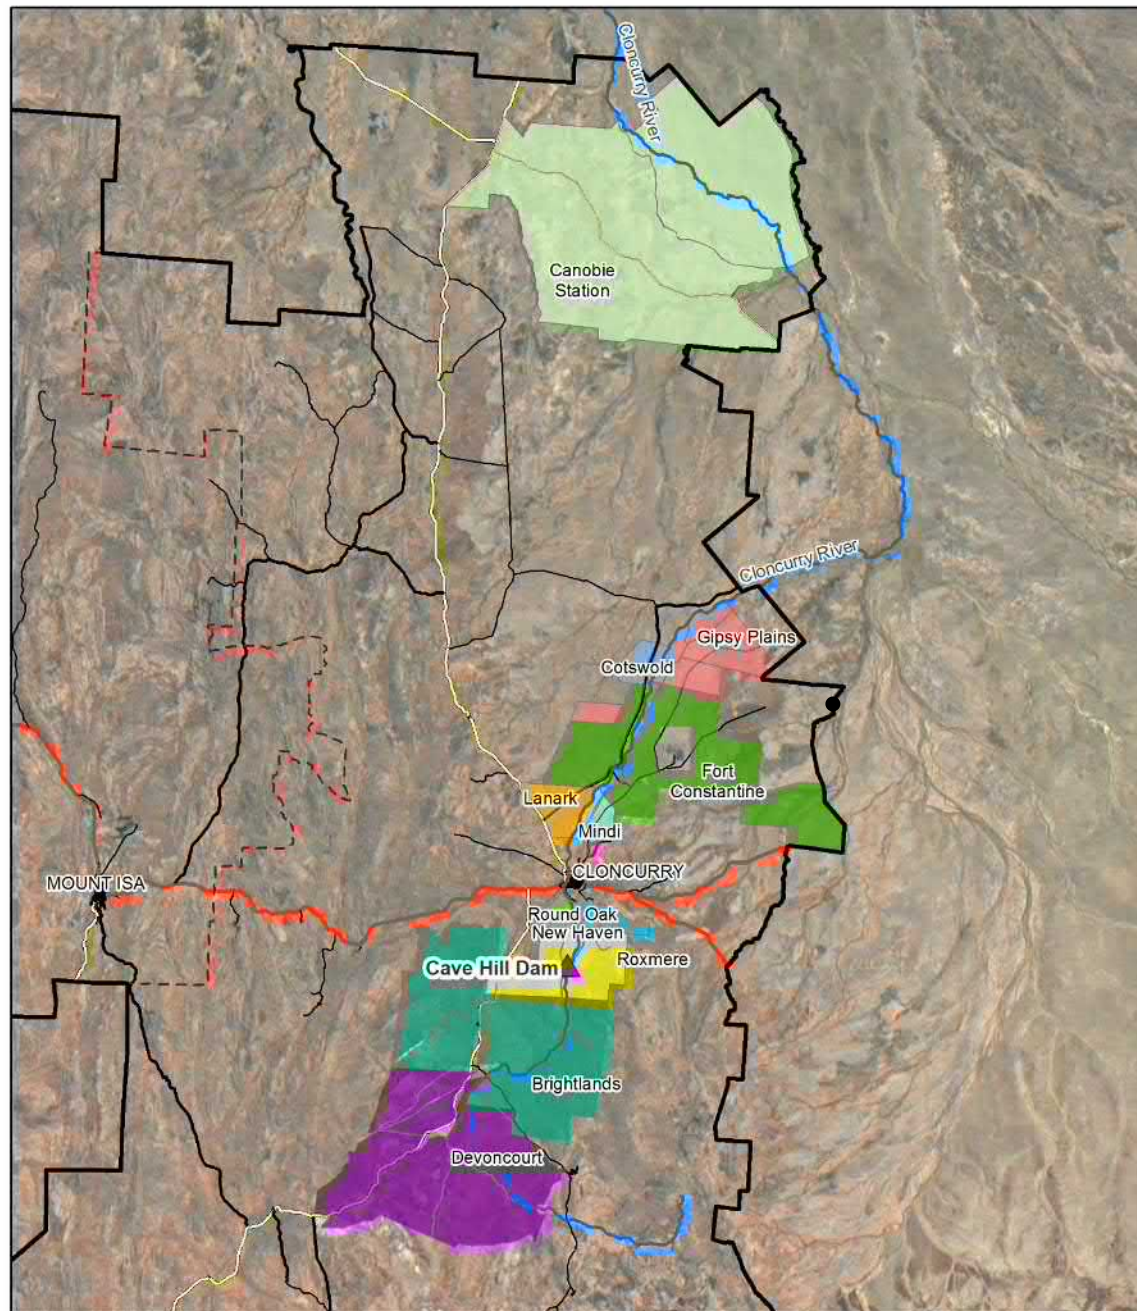 Cloncurry River
Canobie
Station
Cloncurry River
Gipsy Plains
Cotswold
Fort
Constantine
Lanark
Mindi
CLONCURRY
MOUNT ISA
Round Oak
New Haven
Roxmere
Cave Hill Dam
Brightlands
Devoncourt